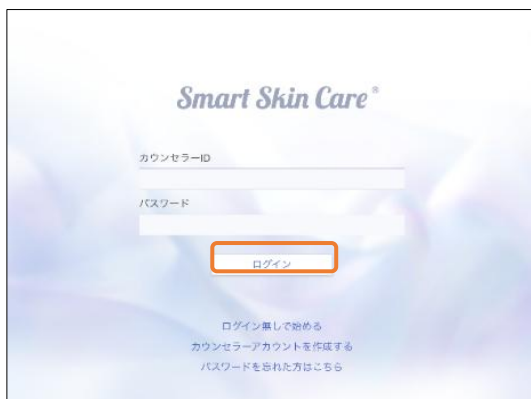 Smart Skin Care®
カウンセラーID
パスワード
ログイン
ログイン無しで始める
カウンセラーアカウントを作成する
パスワードを忘れた方はこちら